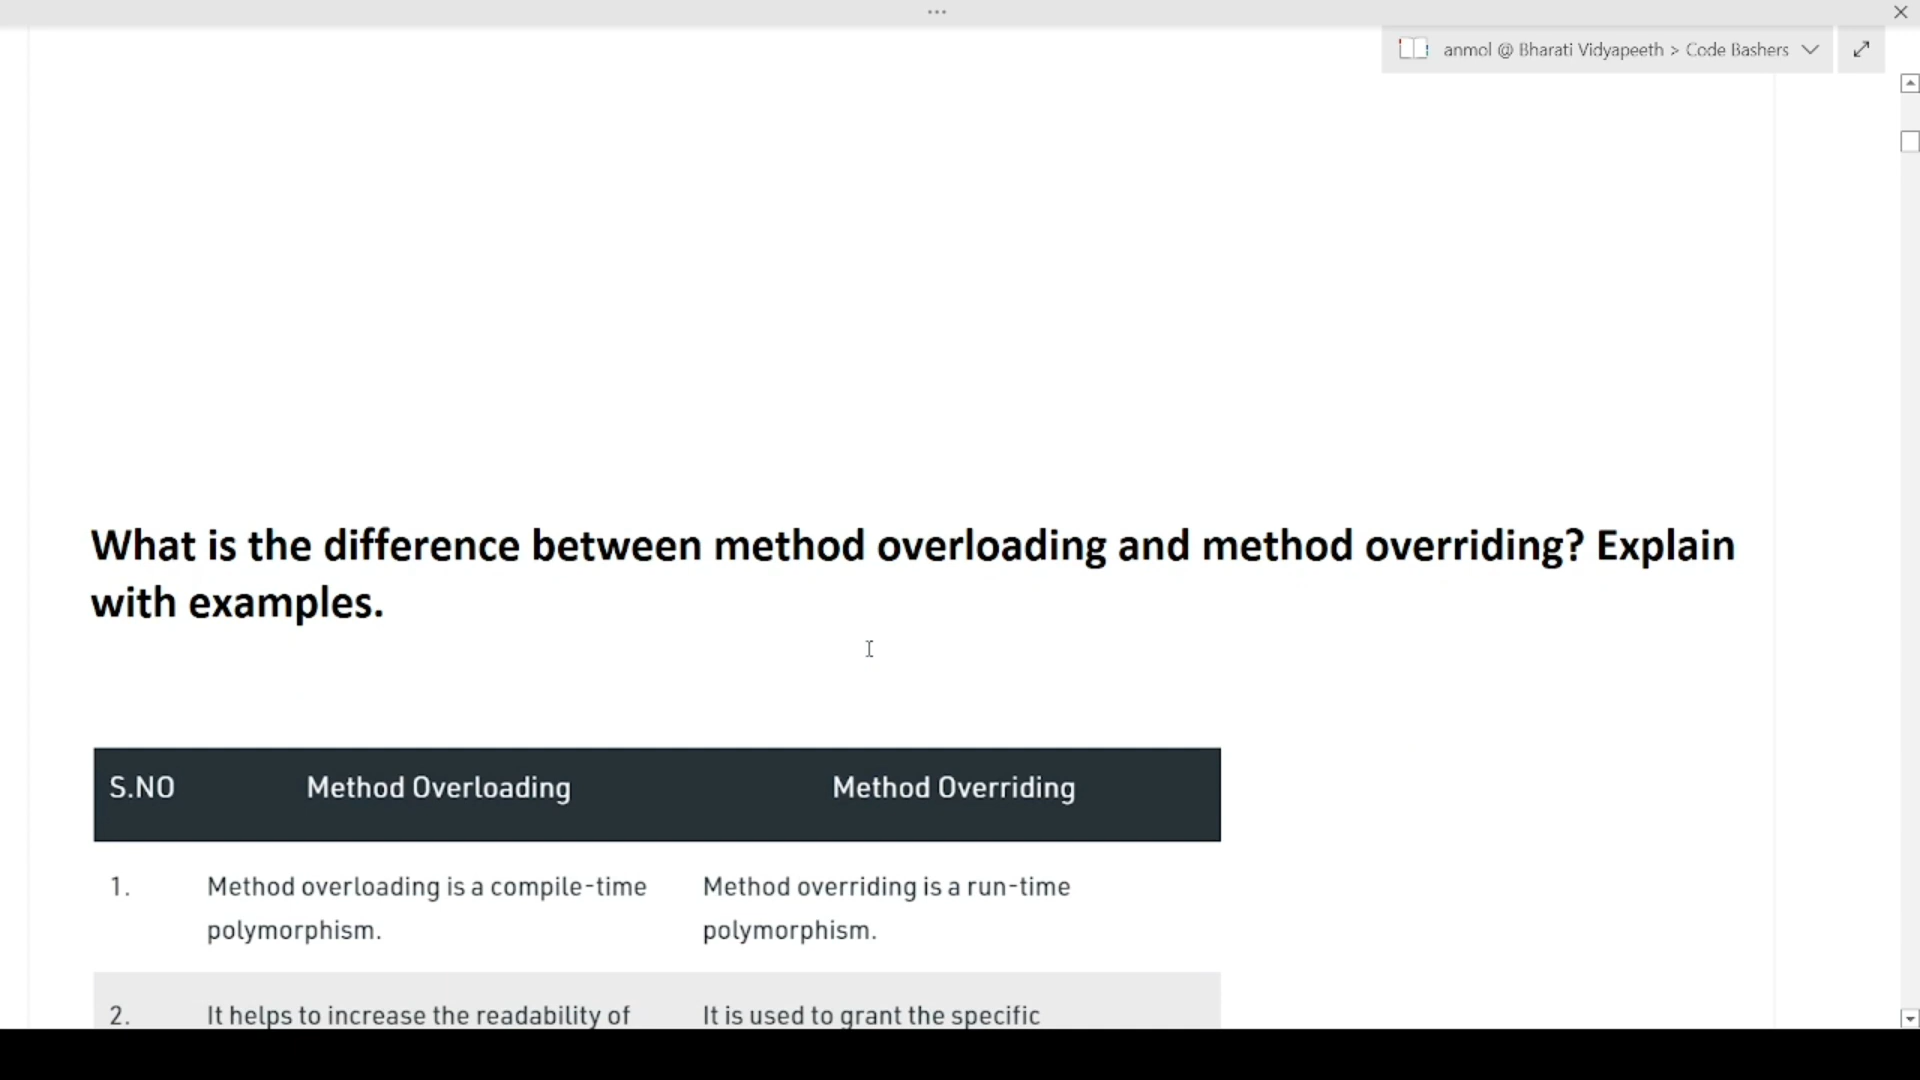 anmol @ Bharati Vidyapeeth > Code Bashers
What is the difference between method overloading and method overriding? Explain
with examples.
S.NO Method Overloading Method Overriding
1. Method overloading is a compile-time Method overriding is a run-time
polymorphism. polymorphism.
2. It helps to increase the readability of It is used to grant the specific